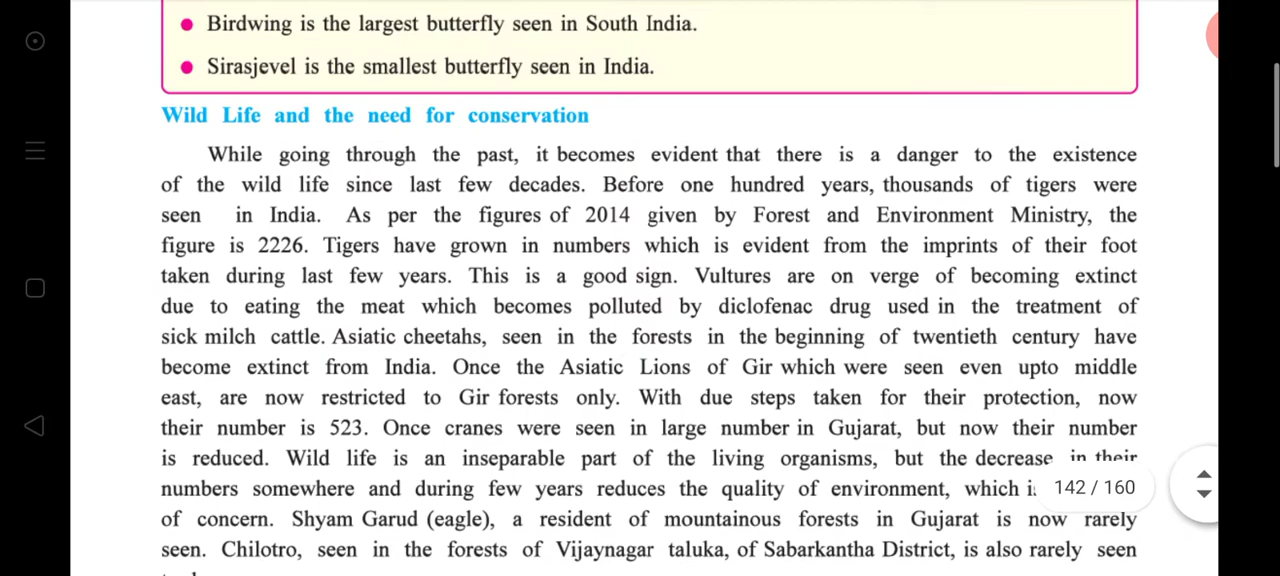 Birdwing is the largest butterfly seen in South India.
Sirasjevel is the smallest butterfly seen in India.
Wild Life and the need for conservation
While going through the past, it becomes evident that there is a danger to the existence
of the wild life since last few decades. Before one hundred years, thousands of tigers were
seen in India. As per the figures of 2014 given by Forest and Environment Ministry, the
figure is 2226. Tigers have grown in numbers which is evident from the imprints of their foot
taken during last few years. This is a good sign. Vultures are on verge of becoming extinct
due to eating the meat which becomes polluted by diclofenac drug used in the treatment of
sick milch cattle. Asiatic cheetahs, seen in the forests in the beginning of twentieth century have
become extinct from India. Once the Asiatic Lions of Gir which were seen even upto middle
east, are now restricted to Gir forests only. With due steps taken for their protection, now
their number is 523. Once cranes were seen in large number in Gujarat, but now their number
is reduced. Wild life is an inseparable part of the living organisms, but the decrease in their
numbers somewhere and during few years reduces the quality of environment, which
142 / 160
of concern. Shyam Garud (eagle), a resident of mountainous forests in Gujarat is now rarely
seen. Chilotro, seen in the forests of Vijaynagar taluka, of Sabarkantha District, is also rarely seen